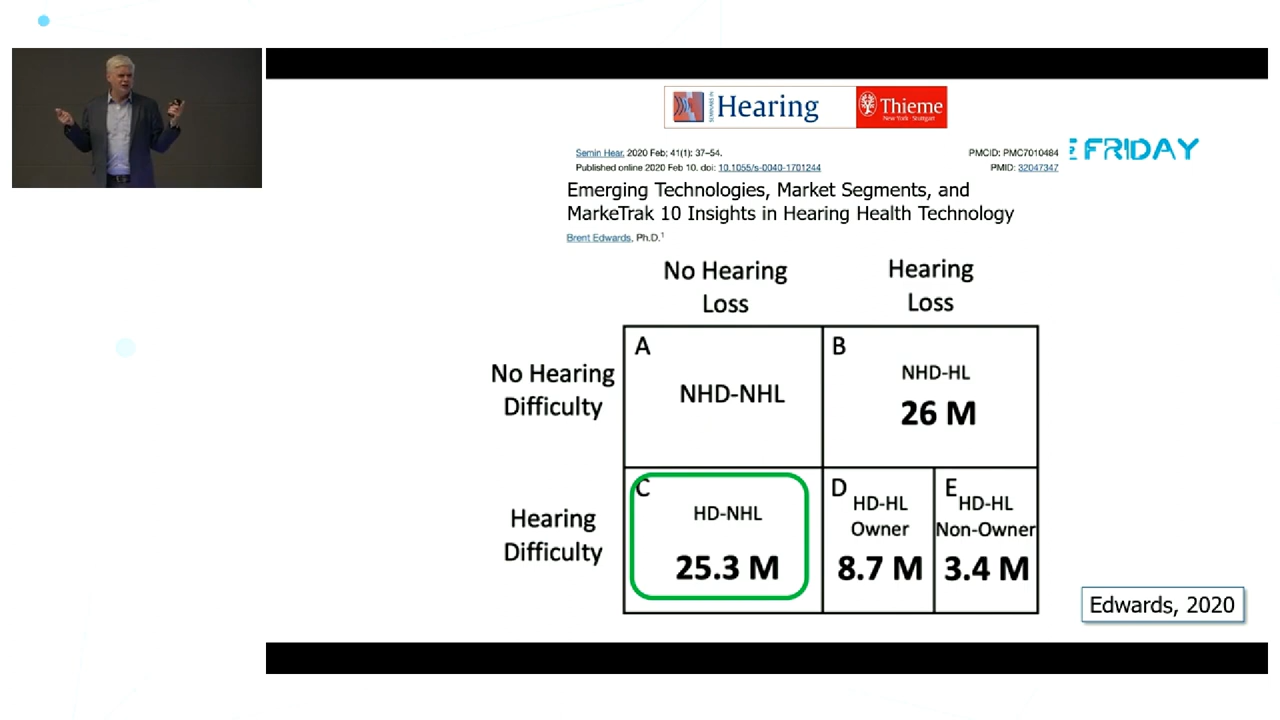 Hearing
Thieme
New York · Stuttgart
FRIDAY
Semin Hear, 2020 Feb; 41(1): 37–54.
PMCID: PMC7010484
Published online 2020 Feb 10. doi: 10.1055/s-0040-1701244
PMID: 32047347
Emerging Technologies, Market Segments, and
MarkeTrak 10 Insights in Hearing Health Technology
Brent Edwards, Ph.D.1
No Hearing
Loss
Hearing
Loss
No Hearing
Difficulty
A
NHD-NHL
B
NHD-HL
26 M
Hearing
Difficulty
C
HD-NHL
25.3 M
D
HD-HL
Owner
8.7 M
E
HD-HL
Non-Owner
3.4 M
Edwards, 2020